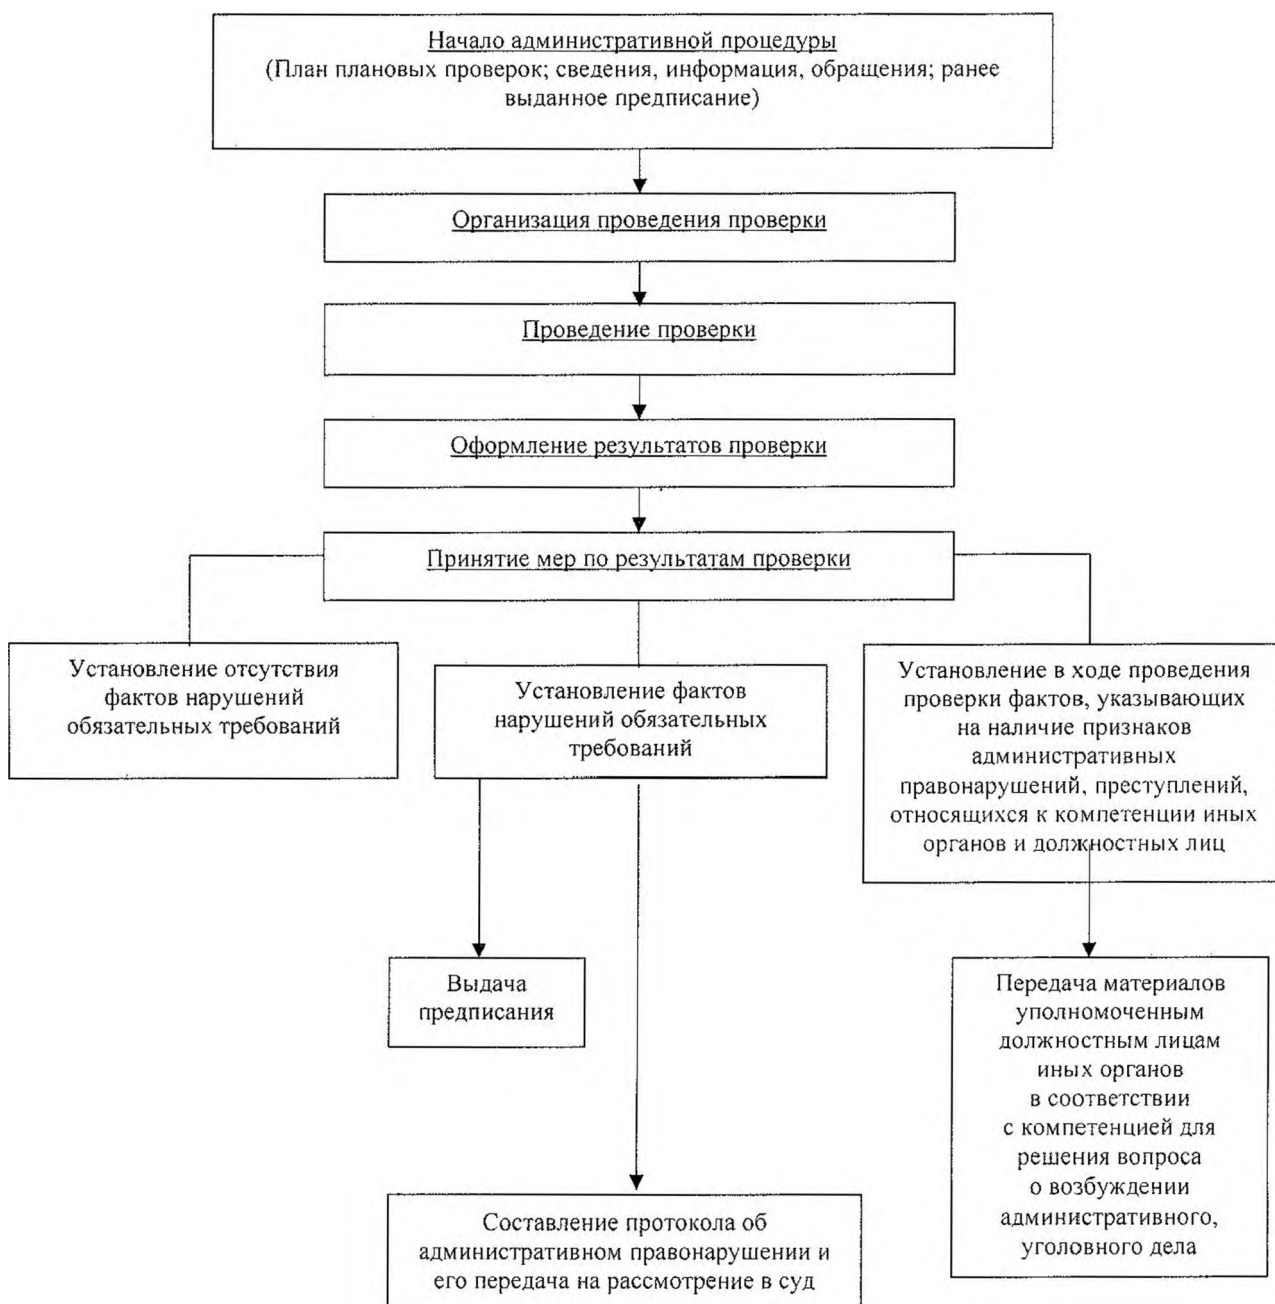 Начало административной процедуры
(План плановых проверок; сведения, информация, обращения; ранее
выданное предписание)
Организация проведения проверки
Проведение проверки
Оформление результатов проверки
Принятие мер по результатам проверки
Установление отсутствия
фактов нарушений
обязательных требований
Установление фактов
нарушений обязательных
требований
Установление в ходе проведения
проверки фактов, указывающих
на наличие признаков
административных
правонарушений, преступлений,
относящихся к компетенции иных
органов и должностных лиц
Выдача
предписания
Передача материалов
уполномоченным
должностным лицам
иных органов
в соответствии
с компетенцией для
решения вопроса
о возбуждении
административного,
уголовного дела
Составление протокола об
административном правонарушении и
его передача на рассмотрение в суд